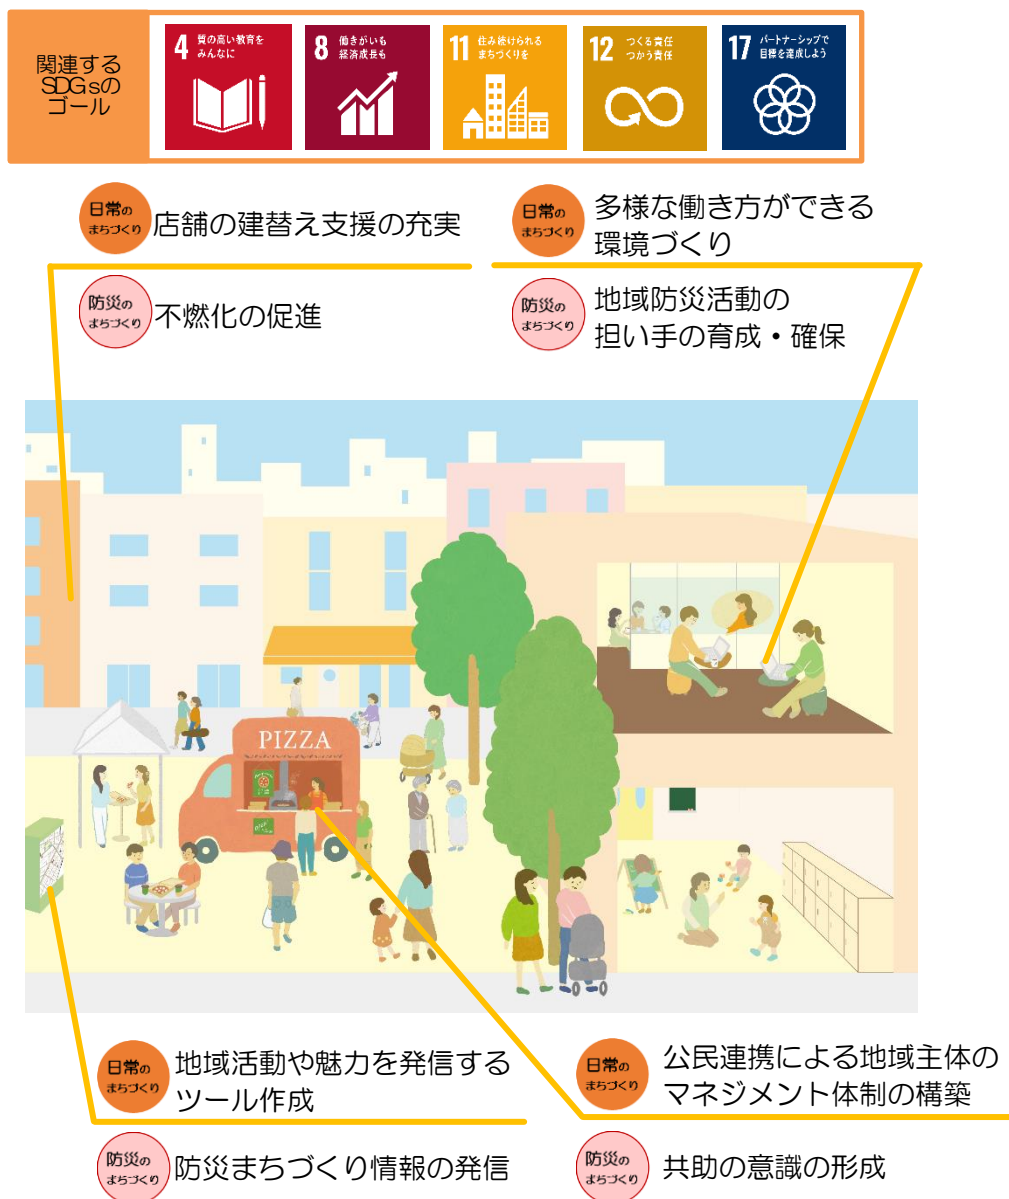 関連する
SDGsの
ゴール
4 質の高い教育を
みんなに
8 働きがいも
経済成長も
11 住み続けられる
まちづくりを
12 つくる責任
つかう責任
17 パートナーシップで
目標を達成しよう
日常の
まちづくり
店舗の建替え支援の充実
防災の
まちづくり
不燃化の促進
日常の
まちづくり
多様な働き方ができる
環境づくり
防災の
まちづくり
地域防災活動の
担い手の育成・確保
PIZZA
日常の
まちづくり
地域活動や魅力を発信する
ツール作成
防災の
まちづくり
防災まちづくり情報の発信
日常の
まちづくり
公民連携による地域主体の
マネジメント体制の構築
防災の
まちづくり
共助の意識の形成